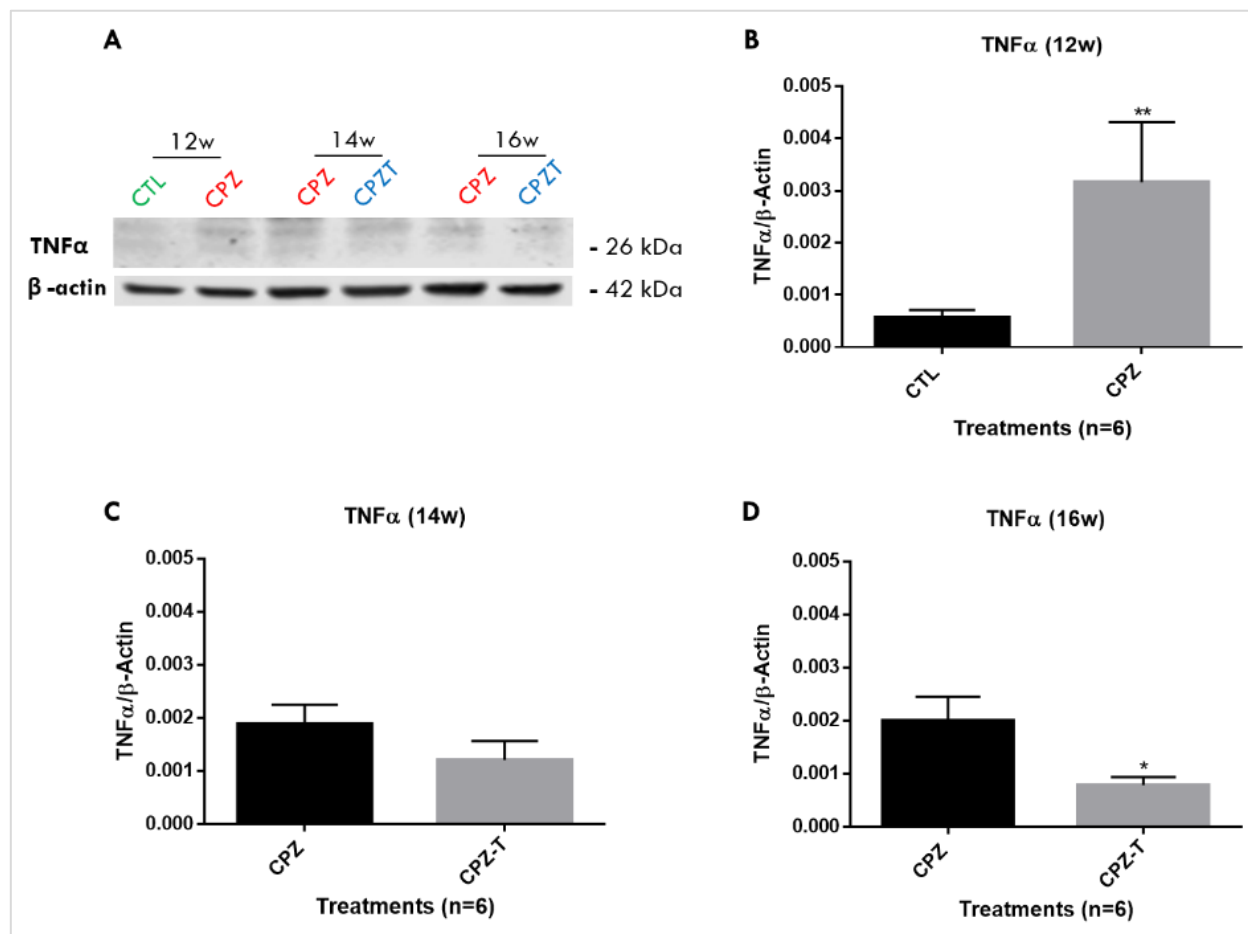 A
12w 14w 16w
CTL CPZ CPZ CPZT CPZ CPZT
TNFα - 26 kDa
β-actin - 42 kDa
B
TNFα (12w)
TNFα/β-Actin
0.005
0.004
0.003
0.002
0.001
0.000
**
CTL CPZ
Treatments (n=6)
C
TNFα (14w)
TNFα/β-Actin
0.005
0.004
0.003
0.002
0.001
0.000
CPZ CPZ-T
Treatments (n=6)
D
TNFα (16w)
TNFα/β-Actin
0.005
0.004
0.003
0.002
0.001
0.000
*
CPZ CPZ-T
Treatments (n=6)